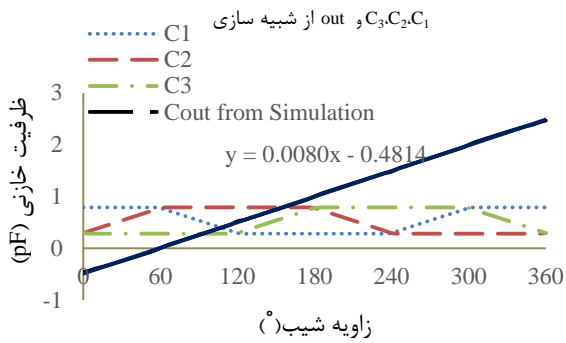 C₃،C₂،C₁ و out از شبیه سازی
C1
C2
C3
Cout from Simulation
y = 0.0080x - 0.4814
ظرفیت خازنی (pF)
3
2
1
0
-1
0 60 120 180 240 300 360
زاویه شیب(°)